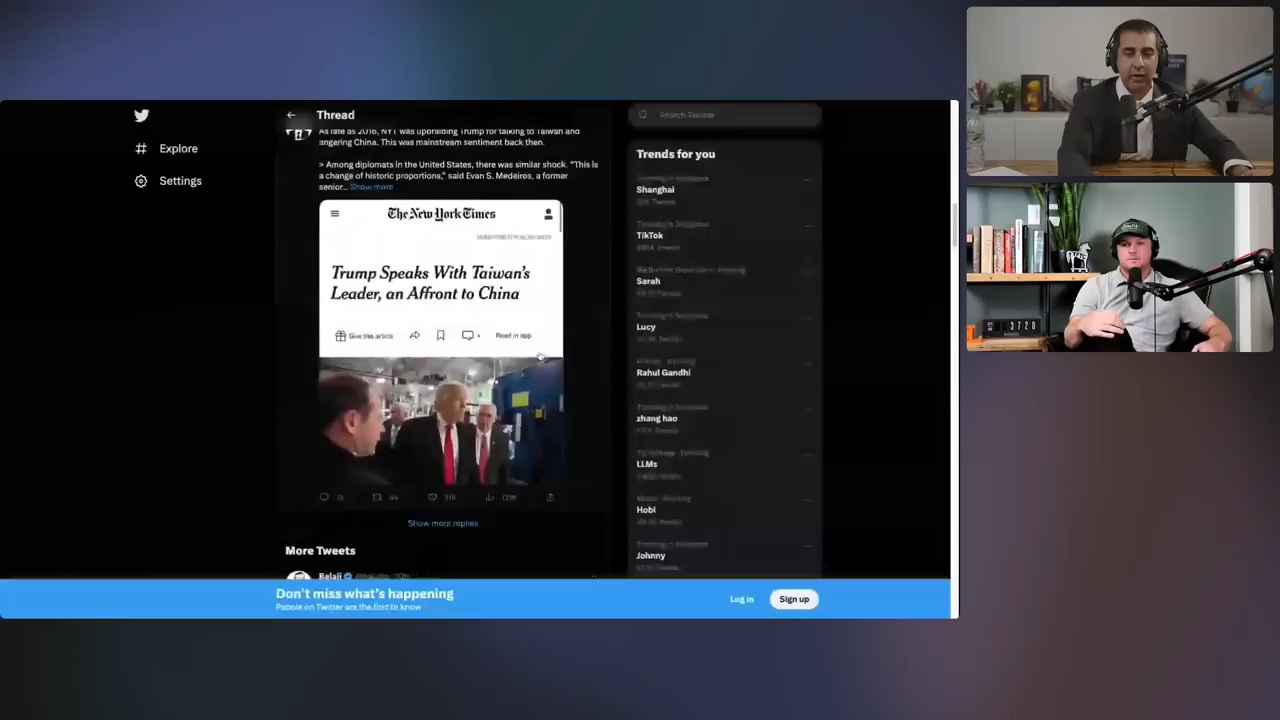 Explore
Settings
Thread
As late as 2016, NYT was upbraiding Trump for talking to Taiwan and
angering China. This was mainstream sentiment back then.
> Among diplomats in the United States, there was similar shock. "This is
a change of historic proportions," said Evan S. Medeiros, a former
senior... Show more
The New York Times
Trump Speaks With Taiwan's
Leader, an Affront to China
Give this article
Read in app
Show more replies
More Tweets
Balaji
Search Twitter
Trends for you
Shanghai
TikTok
Sarah
Lucy
Rahul Gandhi
zhang hao
LLMs
Hobi
Johnny
Don't miss what's happening
People on Twitter are the first to know
Log in
Sign up
3720